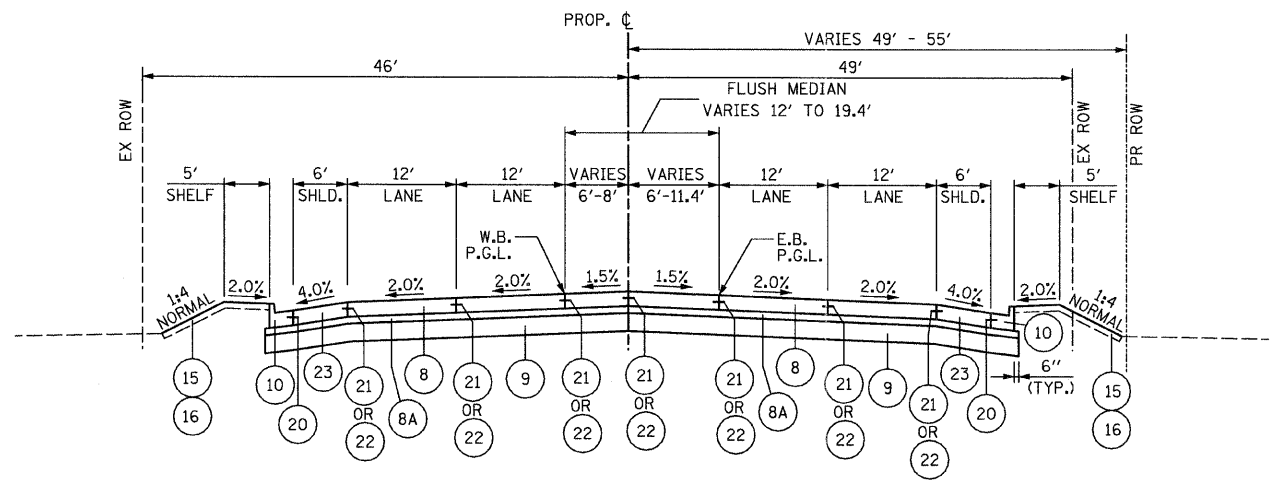 PROP. ℄
VARIES 49' - 55'
46'
49'
FLUSH MEDIAN
VARIES 12' TO 19.4'
EX ROW
EX ROW
PR ROW
5'
SHELF
6'
SHLD.
12'
LANE
12'
LANE
VARIES
6'-8'
VARIES
6'-11.4'
12'
LANE
12'
LANE
6'
SHLD.
5'
SHELF
W.B.
P.G.L.
E.B.
P.G.L.
1:4
NORMAL
2.0%
4.0%
2.0%
2.0%
1.5%
1.5%
2.0%
2.0%
4.0%
2.0%
1:4
NORMAL
15
16
10
20
23
21
OR
22
8A
8
21
OR
22
9
21
OR
22
21
OR
22
21
OR
22
8A
8
21
OR
22
9
21
OR
22
23
20
10
6"
(TYP.)
15
16